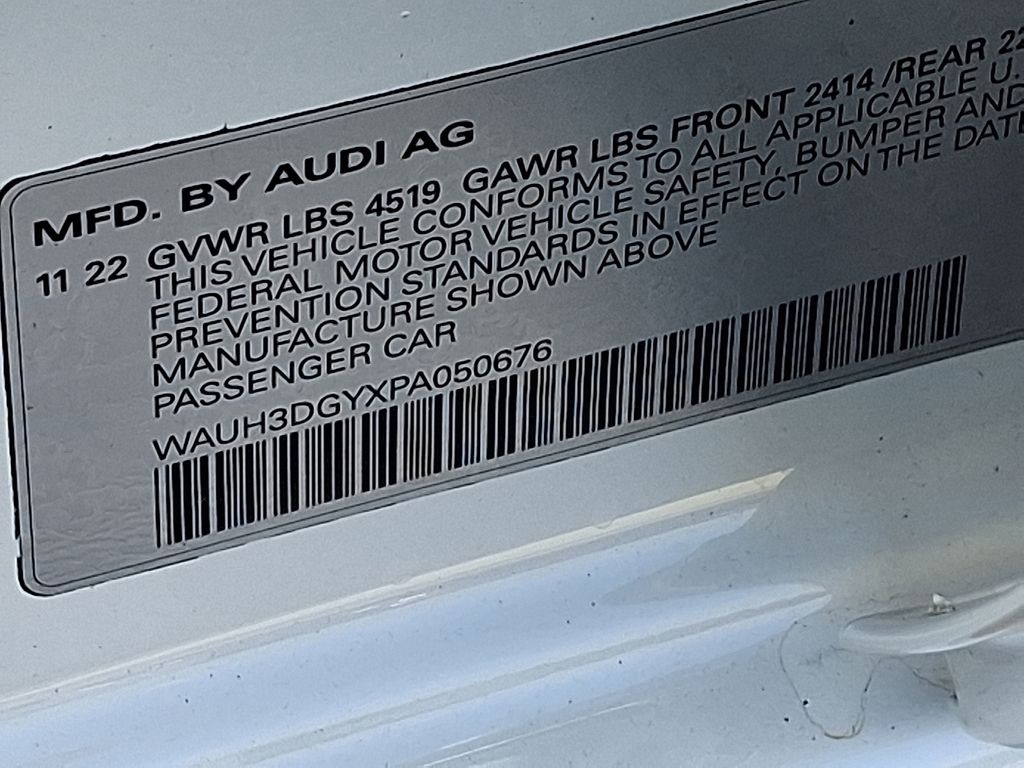 MFD. BY AUDI AG
11 22 GVWR LBS 4519 GAWR LBS FRONT 2414 /REAR 22
THIS VEHICLE CONFORMS TO ALL APPLICABLE U.
FEDERAL MOTOR VEHICLE SAFETY, BUMPER AND
PREVENTION STANDARDS IN EFFECT ON THE DATE
MANUFACTURE SHOWN ABOVE
PASSENGER CAR
WAUH3DGYXPA050676